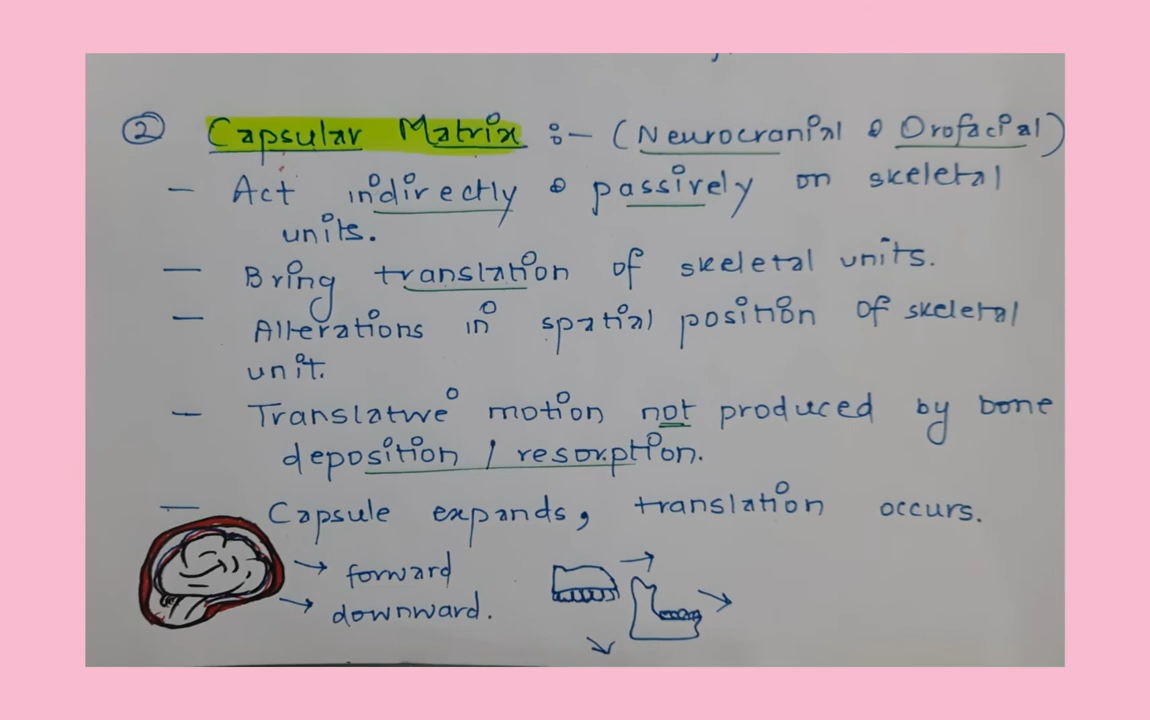 ② Capsular Matrix :- (Neurocranial & Orofacial)
- Act indirectly & passively on skeletal
units.
- Bring translation of skeletal units.
- Alterations in spatial position of skeletal
unit.
- Translative motion not produced by bone
deposition / resorption.
- Capsule expands, translation occurs.
→ forward
→ downward.